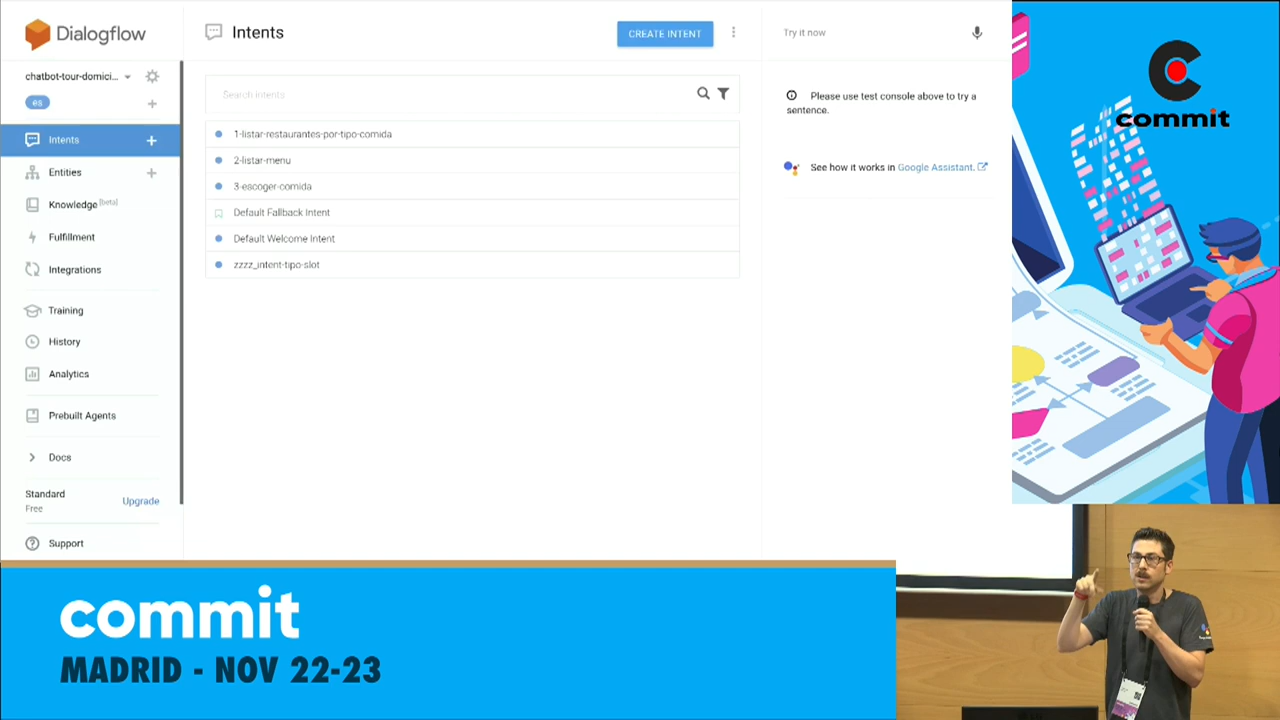 Dialogflow
chatbot-tour-domici...
es
Intents
Entities
Knowledge [beta]
Fulfillment
Integrations
Training
History
Analytics
Prebuilt Agents
Docs
Standard
Free
Upgrade
Support
Intents
CREATE INTENT
Search intents
1-listar-restaurantes-por-tipo-comida
2-listar-menu
3-escoger-comida
Default Fallback Intent
Default Welcome Intent
zzzz_intent-tipo-slot
Try it now
Please use test console above to try a
sentence.
See how it works in Google Assistant.
commit
commit
MADRID - NOV 22-23